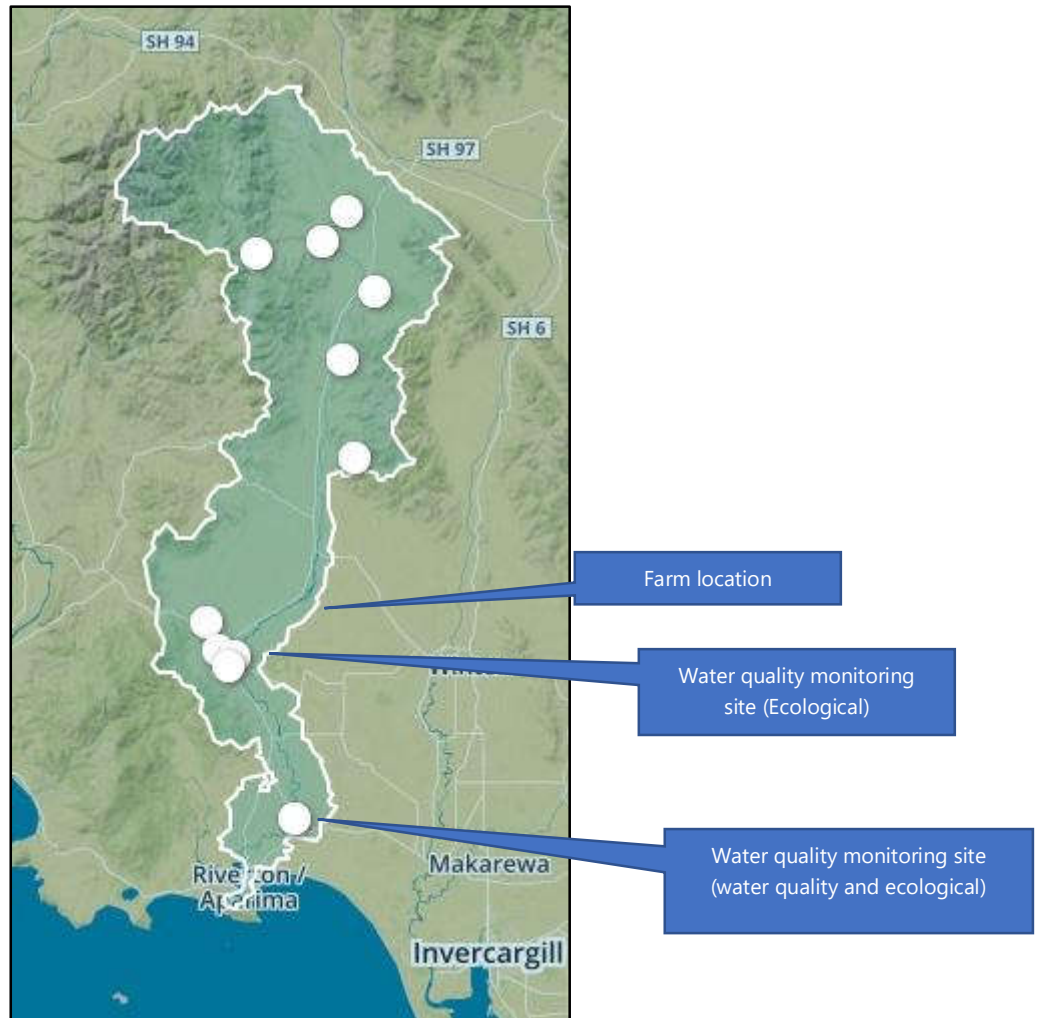 SH 94
SH 97
SH 6
Farm location
Water quality monitoring
site (Ecological)
Water quality monitoring site
(water quality and ecological)
Makarewa
Invercargill